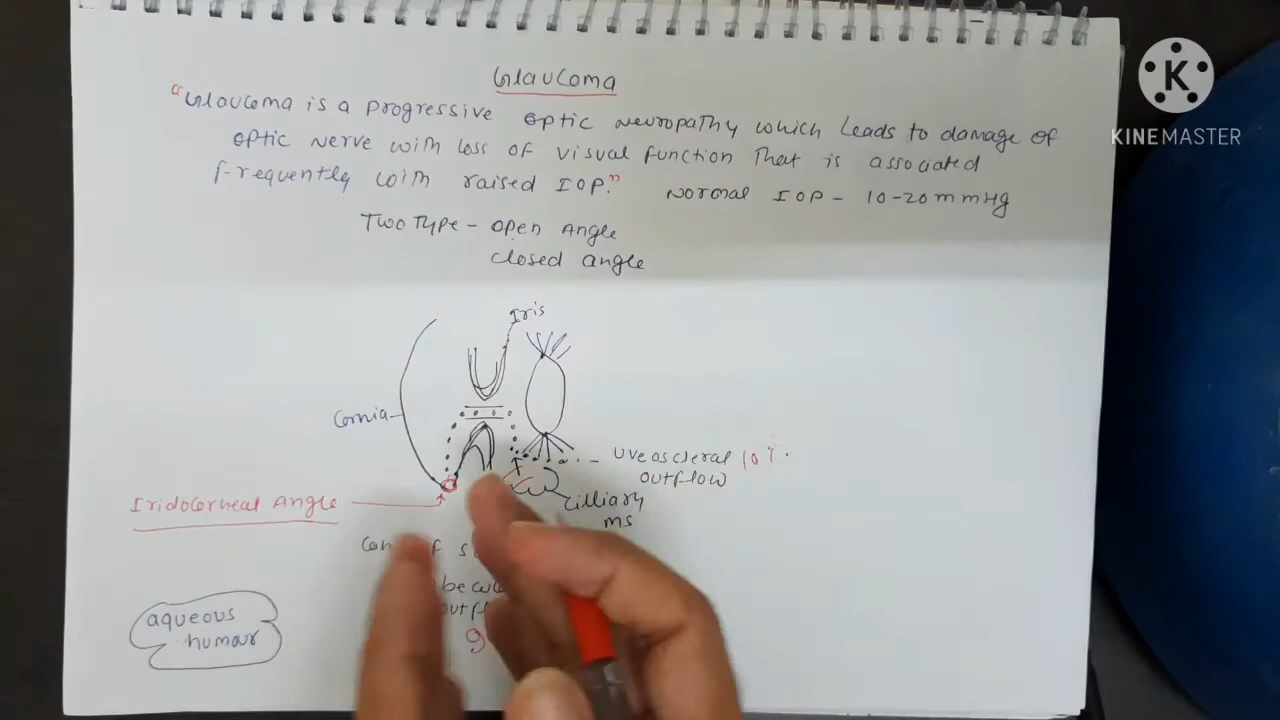 Glaucoma
"Glaucoma is a progressive optic neuropathy which leads to damage of
optic nerve with loss of visual function that is associated
frequently with raised IOP."
Normal IOP - 10-20 mmHg
Two Type - open Angle
closed angle
Iris
Cornia
uveoscleral 10%.
outflow
cilliary
ms
Iridocorneal Angle
of
aqueous
humour
K
KINEMASTER